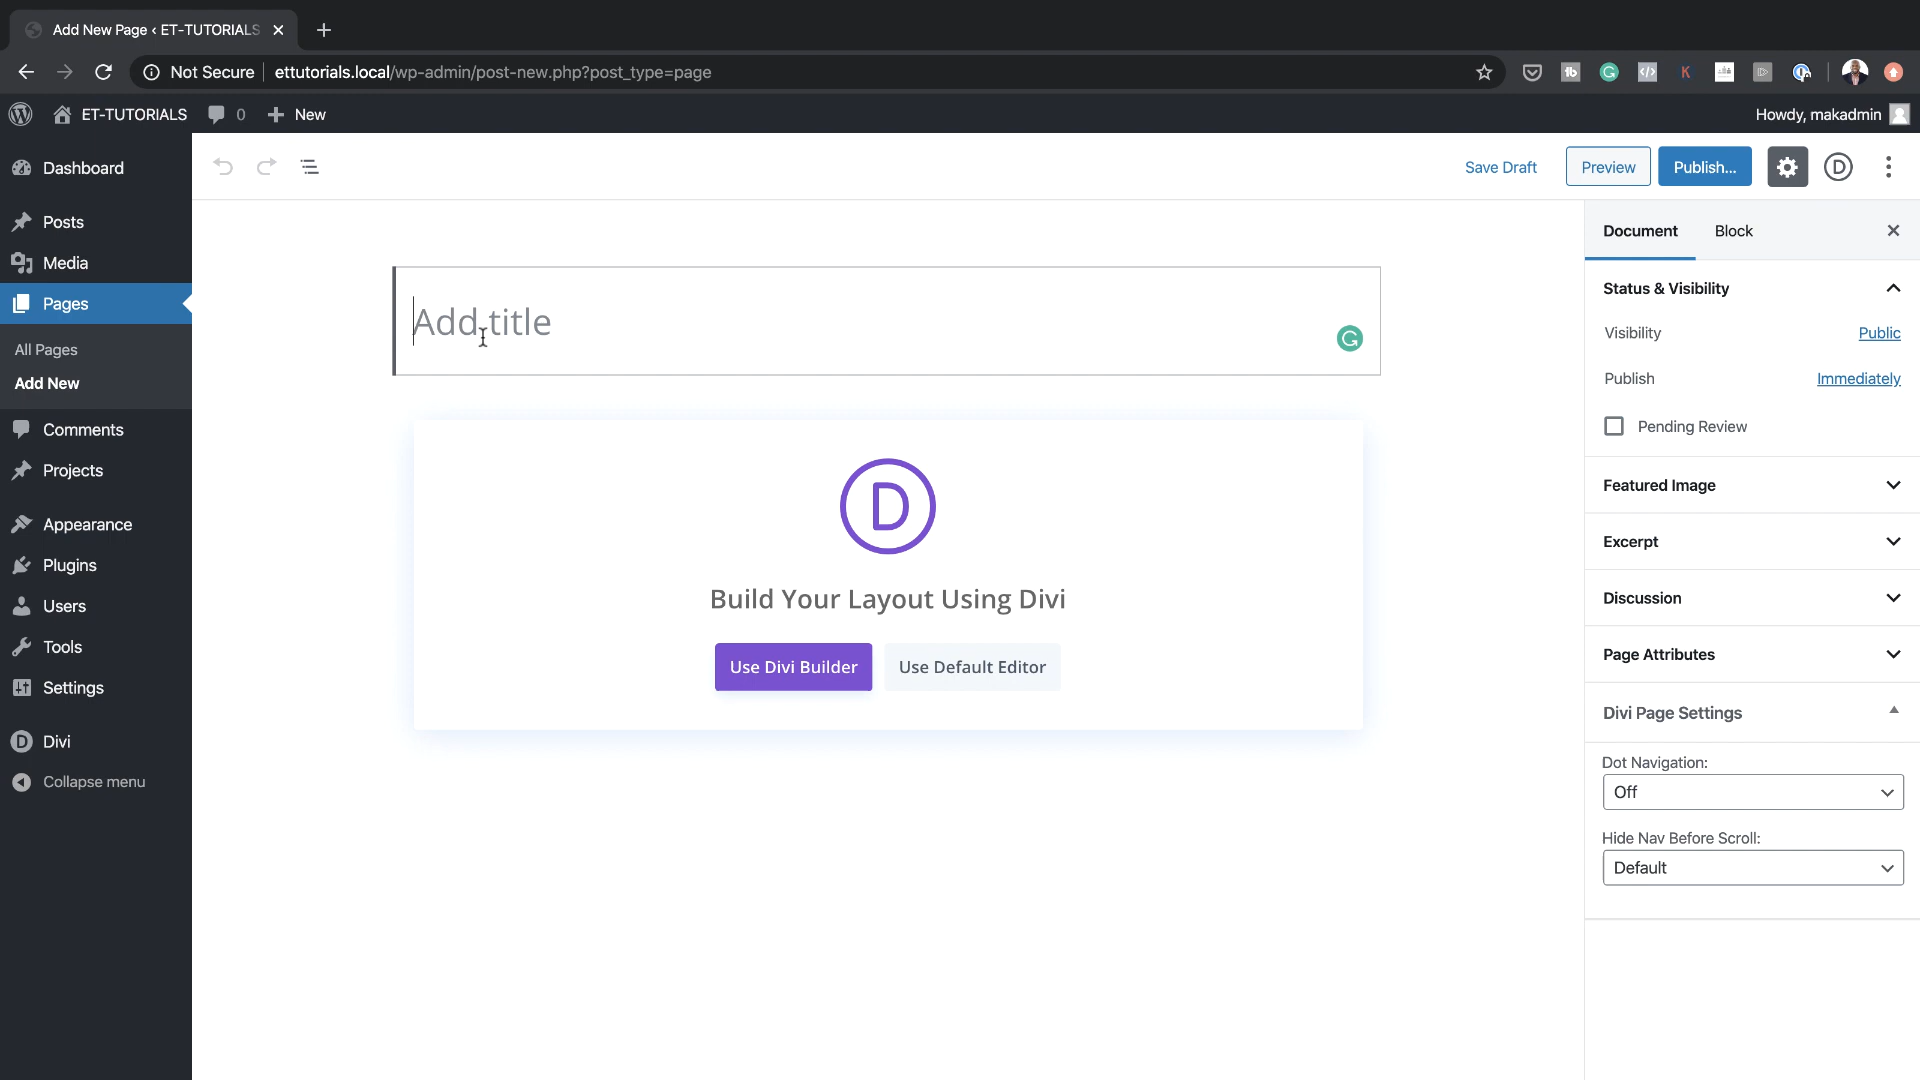 Add New Page ‹ ET-TUTORIALS
Not Secure ettutorials.local/wp-admin/post-new.php?post_type=page
ET-TUTORIALS 0 New Howdy, makadmin
Dashboard
Posts
Media
Pages
All Pages
Add New
Comments
Projects
Appearance
Plugins
Users
Tools
Settings
Divi
Collapse menu
Save Draft Preview Publish...
Add title
Build Your Layout Using Divi
Use Divi Builder Use Default Editor
Document Block
Status & Visibility
Visibility Public
Publish Immediately
Pending Review
Featured Image
Excerpt
Discussion
Page Attributes
Divi Page Settings
Dot Navigation:
Off
Hide Nav Before Scroll:
Default